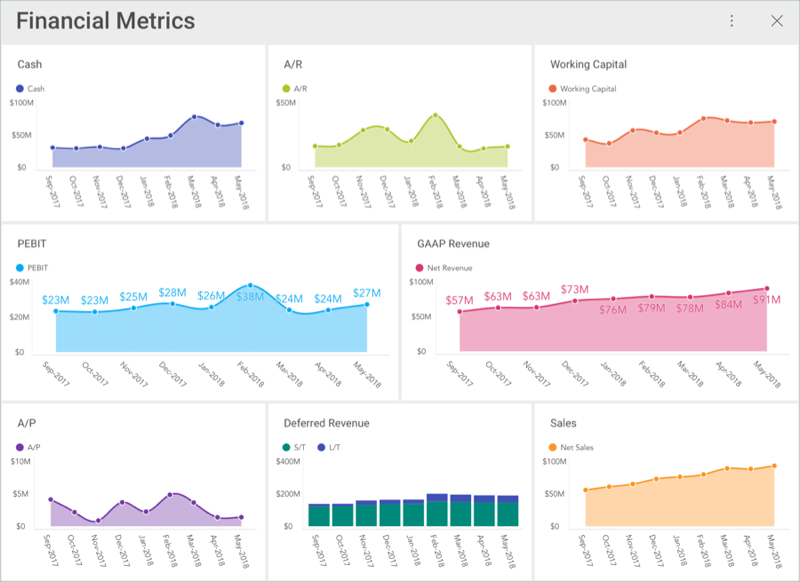 Financial Metrics
Cash
Cash
$100M
$50M
$0
Sep-2017 Oct-2017 Nov-2017 Dec-2017 Jan-2018 Feb-2018 Mar-2018 Apr-2018 May-2018
A/R
A/R
$50M
$0
Sep-2017 Oct-2017 Nov-2017 Dec-2017 Jan-2018 Feb-2018 Mar-2018 Apr-2018 May-2018
Working Capital
Working Capital
$100M
$50M
$0
Sep-2017 Oct-2017 Nov-2017 Dec-2017 Jan-2018 Feb-2018 Mar-2018 Apr-2018 May-2018
PEBIT
PEBIT
$40M
$20M
$0
$23M $23M $25M $28M $26M $38M $24M $24M $27M
Sep-2017 Oct-2017 Nov-2017 Dec-2017 Jan-2018 Feb-2018 Mar-2018 Apr-2018 May-2018
GAAP Revenue
Net Revenue
$100M
$50M
$0
$57M $63M $63M $73M $76M $79M $78M $84M $91M
Sep-2017 Oct-2017 Nov-2017 Dec-2017 Jan-2018 Feb-2018 Mar-2018 Apr-2018 May-2018
A/P
A/P
$10M
$5M
$0
Sep-2017 Oct-2017 Nov-2017 Dec-2017 Jan-2018 Feb-2018 Mar-2018 Apr-2018 May-2018
Deferred Revenue
S/T L/T
$400M
$200M
$0
Sep-2017 Oct-2017 Nov-2017 Dec-2017 Jan-2018 Feb-2018 Mar-2018 Apr-2018 May-2018
Sales
Net Sales
$100M
$50M
$0
Sep-2017 Oct-2017 Nov-2017 Dec-2017 Jan-2018 Feb-2018 Mar-2018 Apr-2018 May-2018